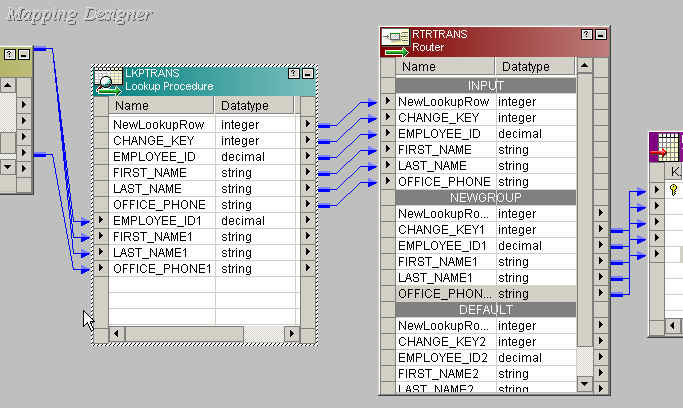 Mapping Designer
LKPTRANS
Lookup Procedure
Name Datatype
NewLookupRow integer
CHANGE_KEY integer
EMPLOYEE_ID decimal
FIRST_NAME string
LAST_NAME string
OFFICE_PHONE string
EMPLOYEE_ID1 decimal
FIRST_NAME1 string
LAST_NAME1 string
OFFICE_PHONE1 string
RTRTRANS
Router
Name Datatype
INPUT
NewLookupRow integer
CHANGE_KEY integer
EMPLOYEE_ID decimal
FIRST_NAME string
LAST_NAME string
OFFICE_PHONE string
NEWGROUP
NewLookupRo... integer
CHANGE_KEY1 integer
EMPLOYEE_ID1 decimal
FIRST_NAME1 string
LAST_NAME1 string
OFFICE_PHON... string
DEFAULT
NewLookupRo... integer
CHANGE_KEY2 integer
EMPLOYEE_ID2 decimal
FIRST_NAME2 string
LAST_NAME2 string
K..